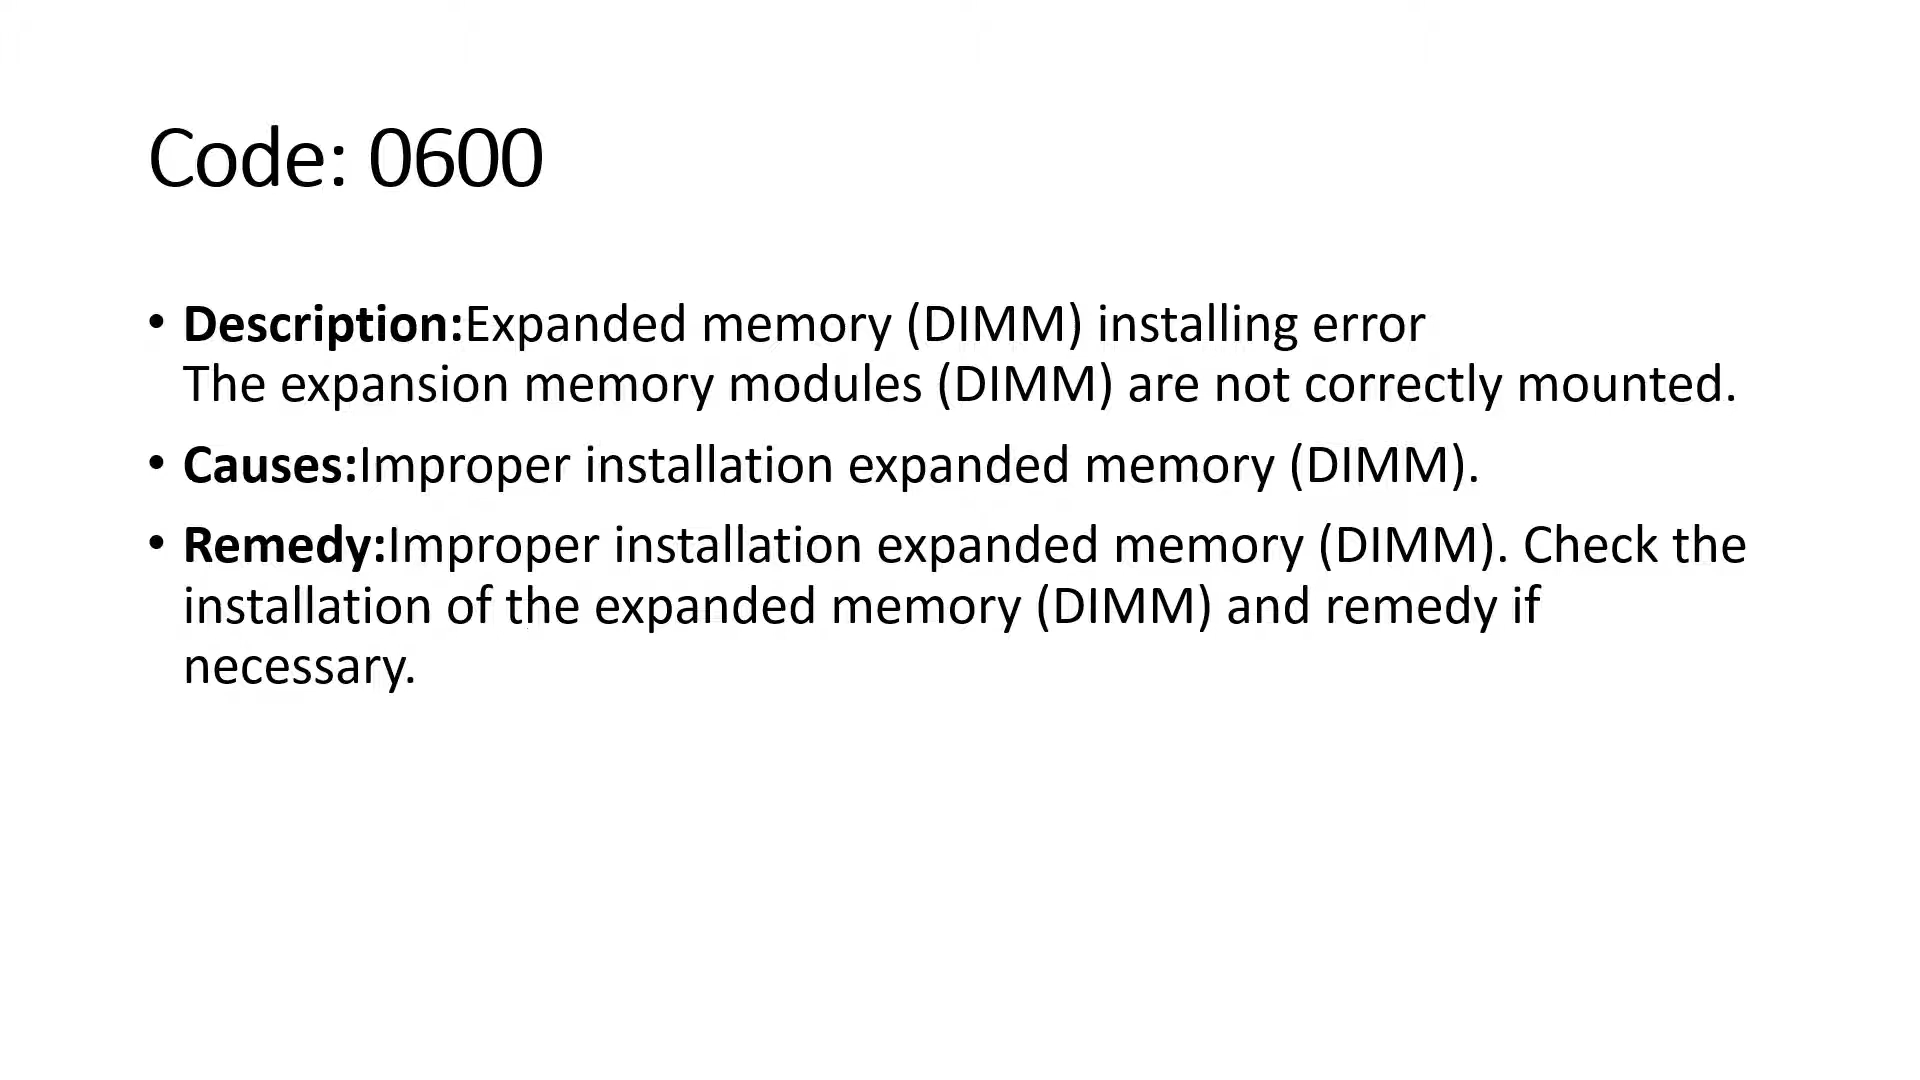 Code: 0600
• Description:Expanded memory (DIMM) installing error
The expansion memory modules (DIMM) are not correctly mounted.
• Causes:Improper installation expanded memory (DIMM).
• Remedy:Improper installation expanded memory (DIMM). Check the
installation of the expanded memory (DIMM) and remedy if
necessary.